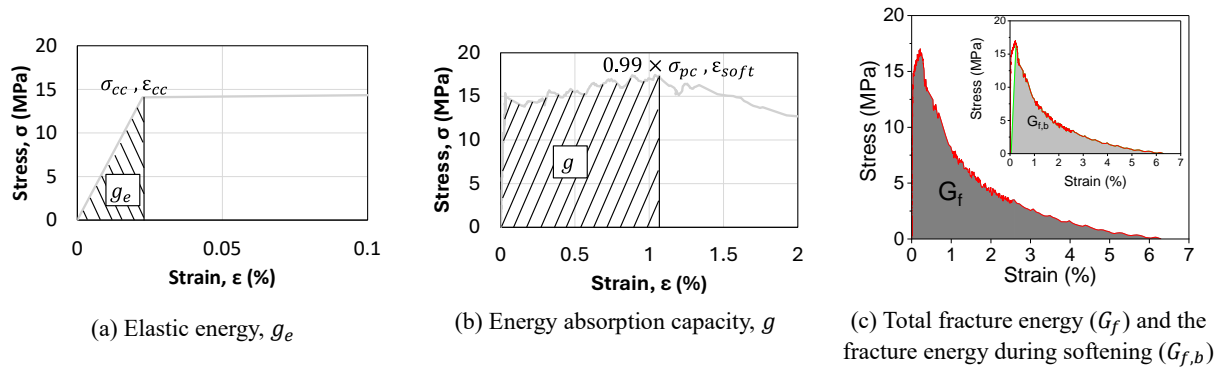 20
15
10
5
0
Stress, σ (MPa)
σcc , εcc
ge
0
0.05
0.1
Strain, ε (%)
(a) Elastic energy, ge
20
15
10
5
0
Stress, σ (MPa)
0.99 × σpc , εsoft
g
0
0.5
1
1.5
2
Strain, ε (%)
(b) Energy absorption capacity, g
20
15
10
5
0
Stress (MPa)
Gf
0 1 2 3 4 5 6 7
Strain (%)
20
15
10
5
0
Stress (MPa)
Gf,b
0 1 2 3 4 5 6 7
Strain (%)
(c) Total fracture energy (Gf) and the
fracture energy during softening (Gf,b)